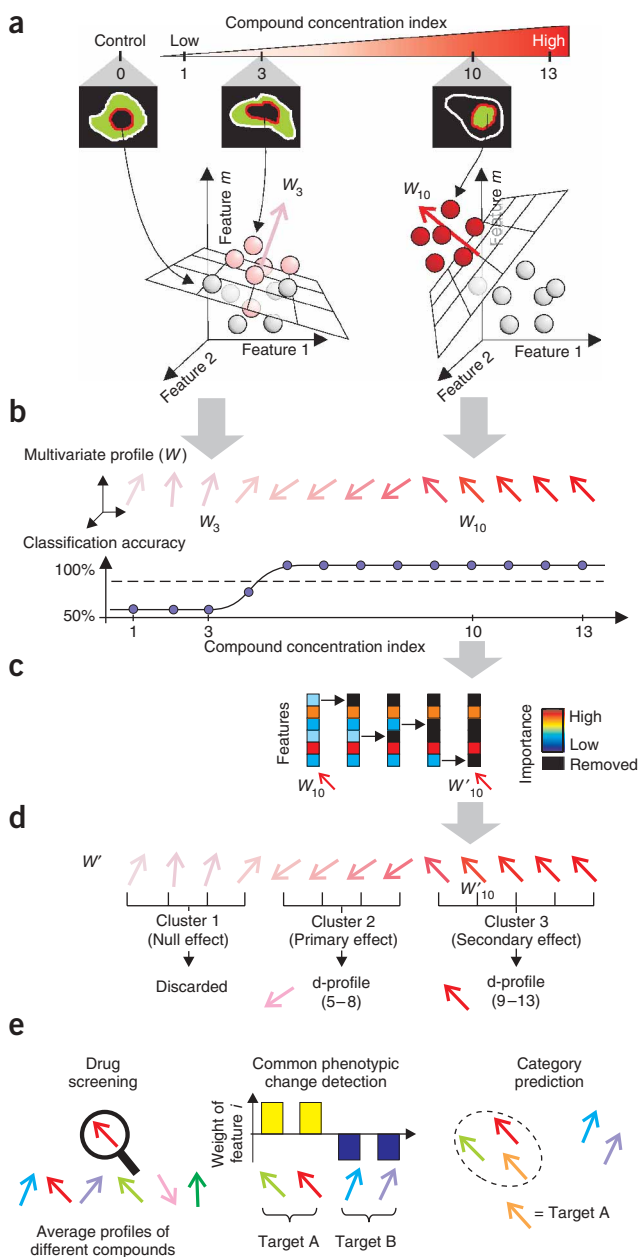 a
Compound concentration index
Control
Low
High
0
1
3
10
13
W3
W10
Feature m
Feature m
Feature 1
Feature 2
Feature 1
Feature 2
b
Multivariate profile (W)
W3
W10
Classification accuracy
100%
50%
1
3
10
13
Compound concentration index
c
Features
W10
W'10
Importance
High
Low
Removed
d
W'
W'10
Cluster 1
(Null effect)
Cluster 2
(Primary effect)
Cluster 3
(Secondary effect)
Discarded
d-profile
(5–8)
d-profile
(9–13)
e
Drug
screening
Common phenotypic
change detection
Category
prediction
Weight of
feature i
Average profiles of
different compounds
Target A
Target B
= Target A